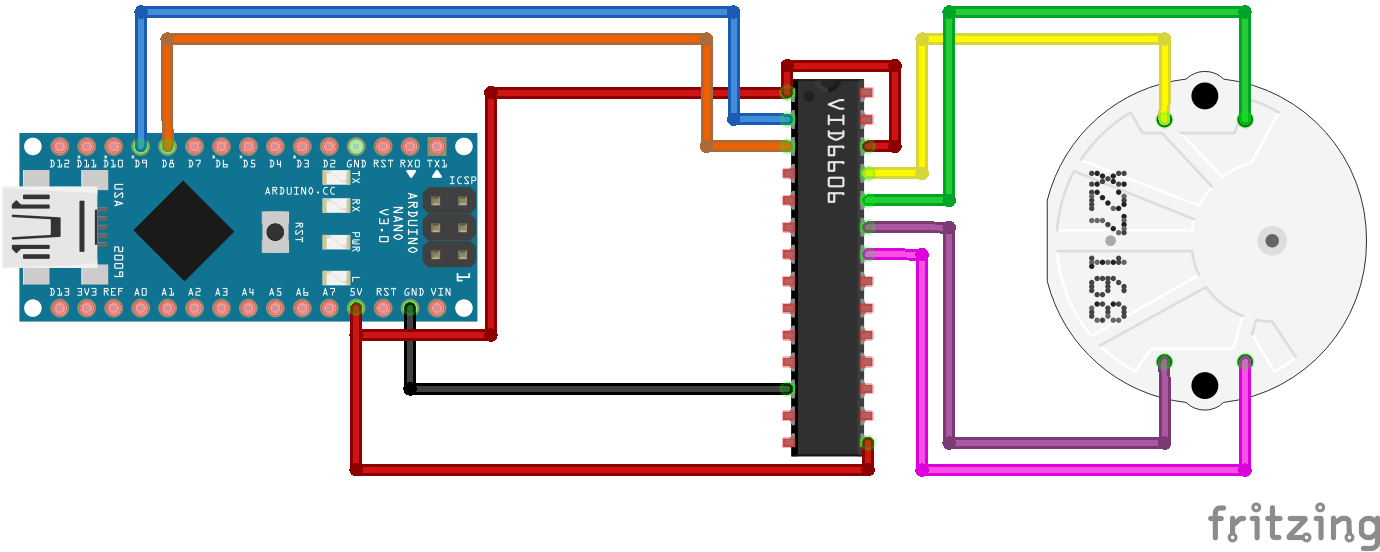 D12 D11 D10 D9 D8 D7 D6 D5 D4 D3 D2 GND RST RX0 TX1
TX
RX
PWR
L
USA
2009
ARDUINO.CC
RST
ARDUINO
NANO
V3.0
ICSP
1
D13 3V3 REF A0 A1 A2 A3 A4 A5 A6 A7 5V RST GND VIN
VID6606
X27.168
fritzing